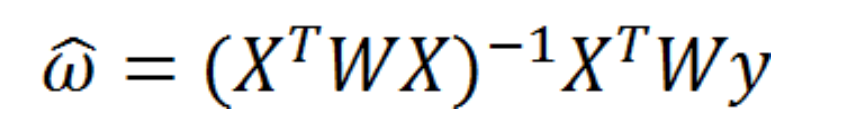 ω̂ = (XᵀWX)⁻¹XᵀWy